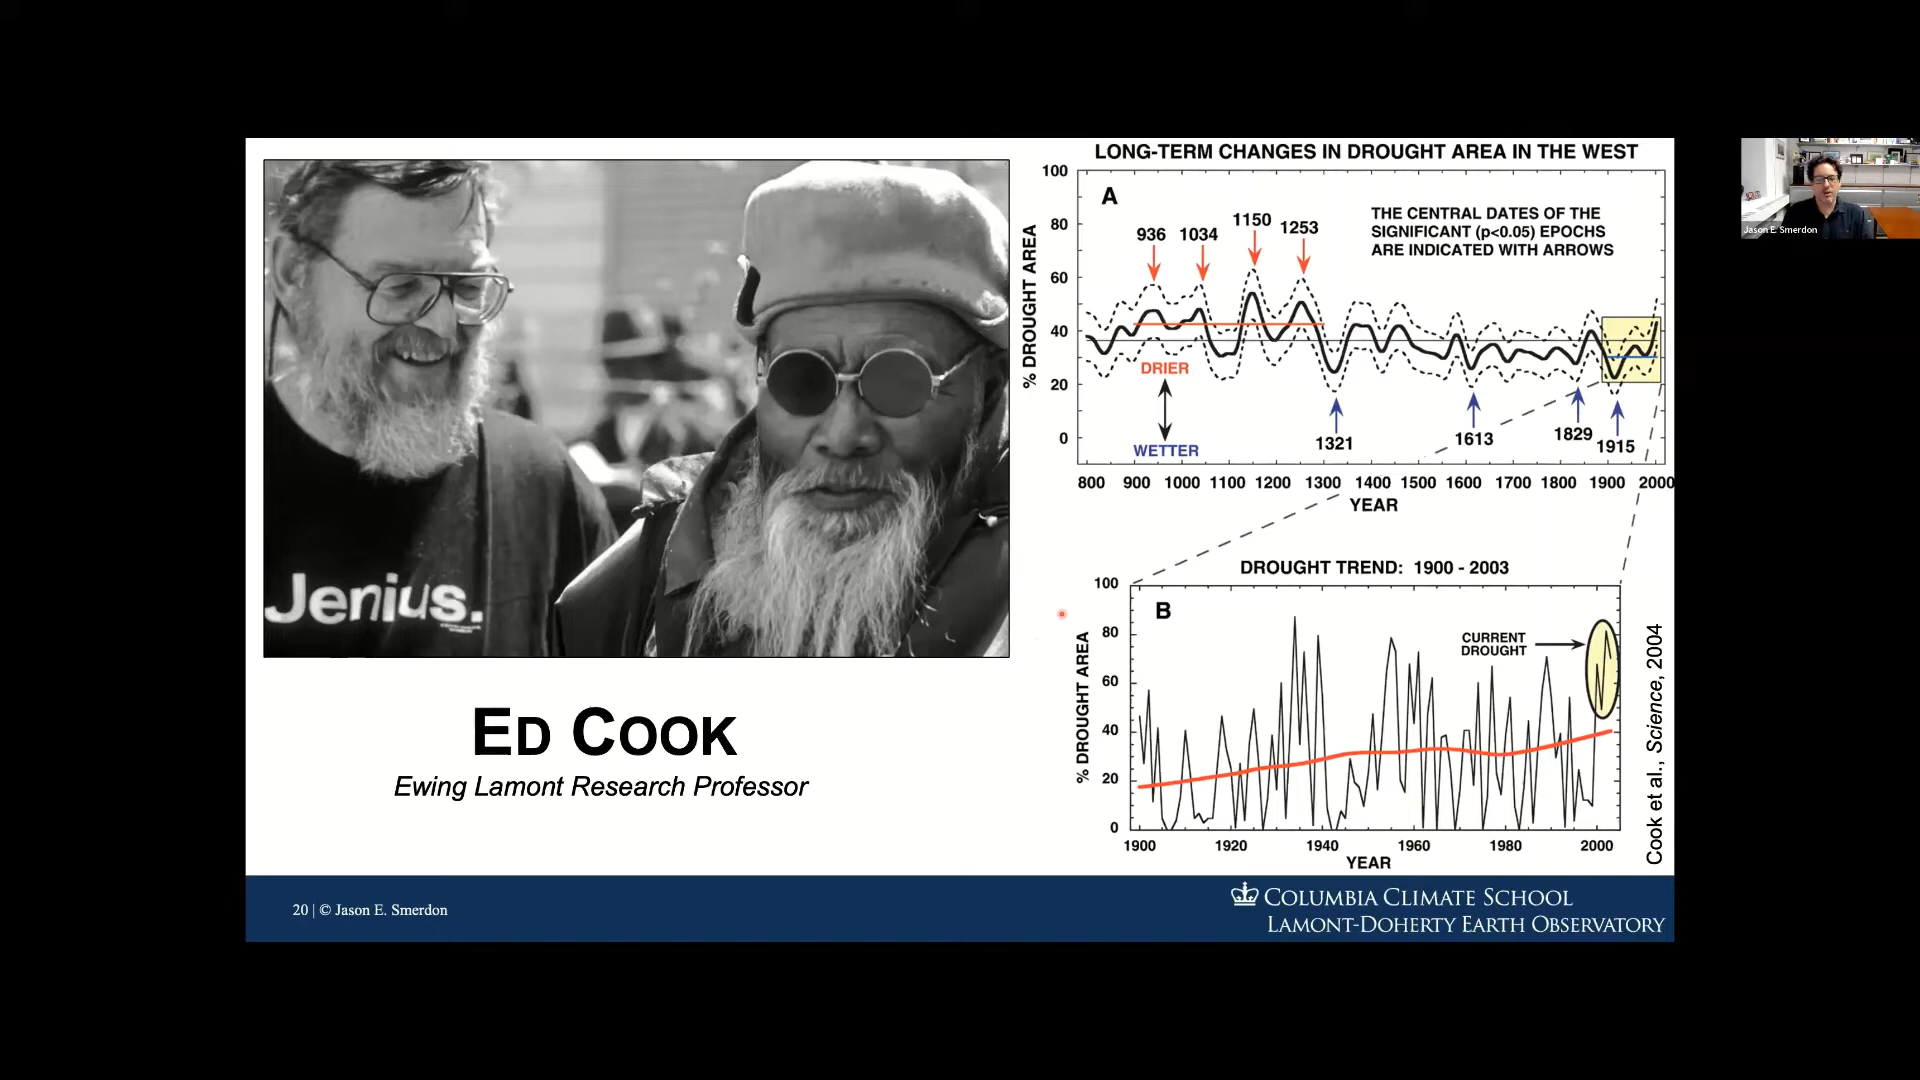 Jenius.
ED COOK
Ewing Lamont Research Professor
LONG-TERM CHANGES IN DROUGHT AREA IN THE WEST
A
THE CENTRAL DATES OF THE
SIGNIFICANT (p<0.05) EPOCHS
ARE INDICATED WITH ARROWS
936 1034 1150 1253
% DROUGHT AREA
100
80
60
40
20
0
DRIER
WETTER
1321 1613 1829 1915
800 900 1000 1100 1200 1300 1400 1500 1600 1700 1800 1900 2000
YEAR
DROUGHT TREND: 1900 - 2003
B
CURRENT
DROUGHT
% DROUGHT AREA
100
80
60
40
20
0
1900 1920 1940 1960 1980 2000
YEAR
Cook et al., Science, 2004
20 | © Jason E. Smerdon
COLUMBIA CLIMATE SCHOOL
LAMONT-DOHERTY EARTH OBSERVATORY
Jason E. Smerdon